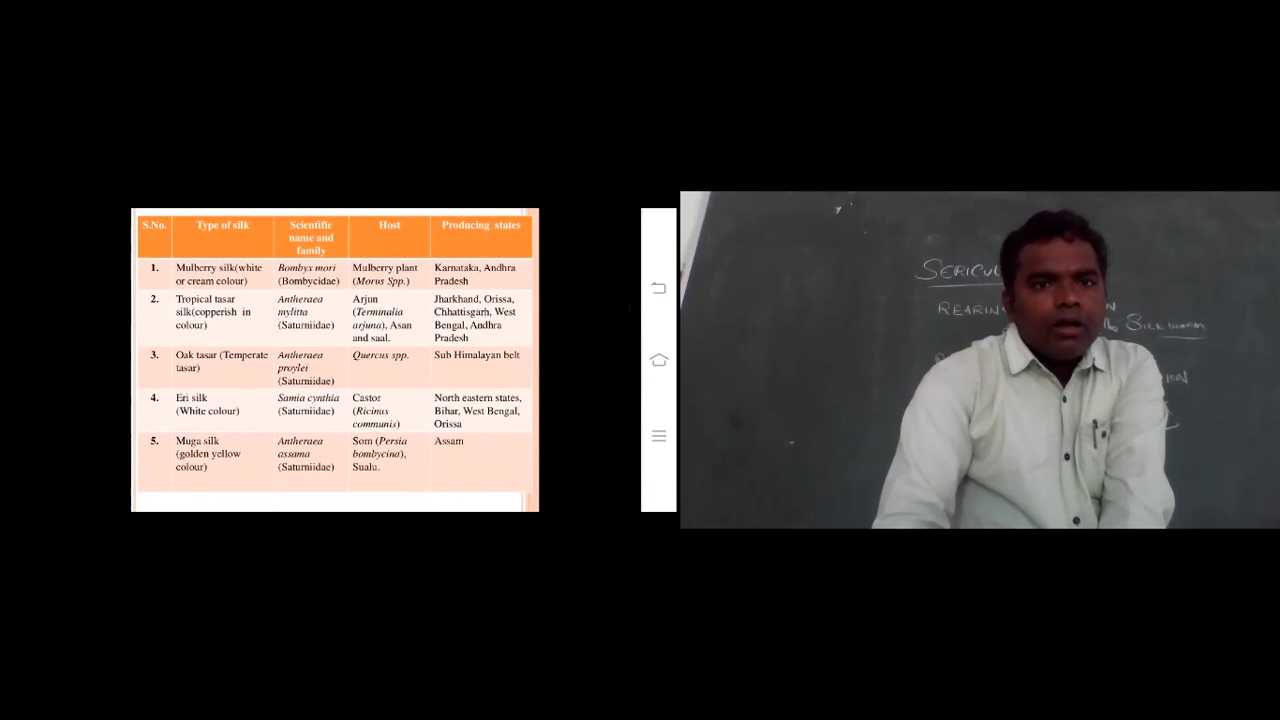 S.No. Type of silk Scientific name and family Host Producing states
1. Mulberry silk(white or cream colour) Bombyx mori (Bombycidae) Mulberry plant (Morus Spp.) Karnataka, Andhra Pradesh
2. Tropical tasar silk(copperish in colour) Antheraea mylitta (Saturniidae) Arjun (Terminalia arjuna), Asan and saal. Jharkhand, Orissa, Chhattisgarh, West Bengal, Andhra Pradesh
3. Oak tasar (Temperate tasar) Antheraea proylei (Saturniidae) Quercus spp. Sub Himalayan belt
4. Eri silk (White colour) Samia cynthia (Saturniidae) Castor (Ricinus communis) North eastern states, Bihar, West Bengal, Orissa
5. Muga silk (golden yellow colour) Antheraea assama (Saturniidae) Som (Persia bombycina), Sualu. Assam
SILKWORM